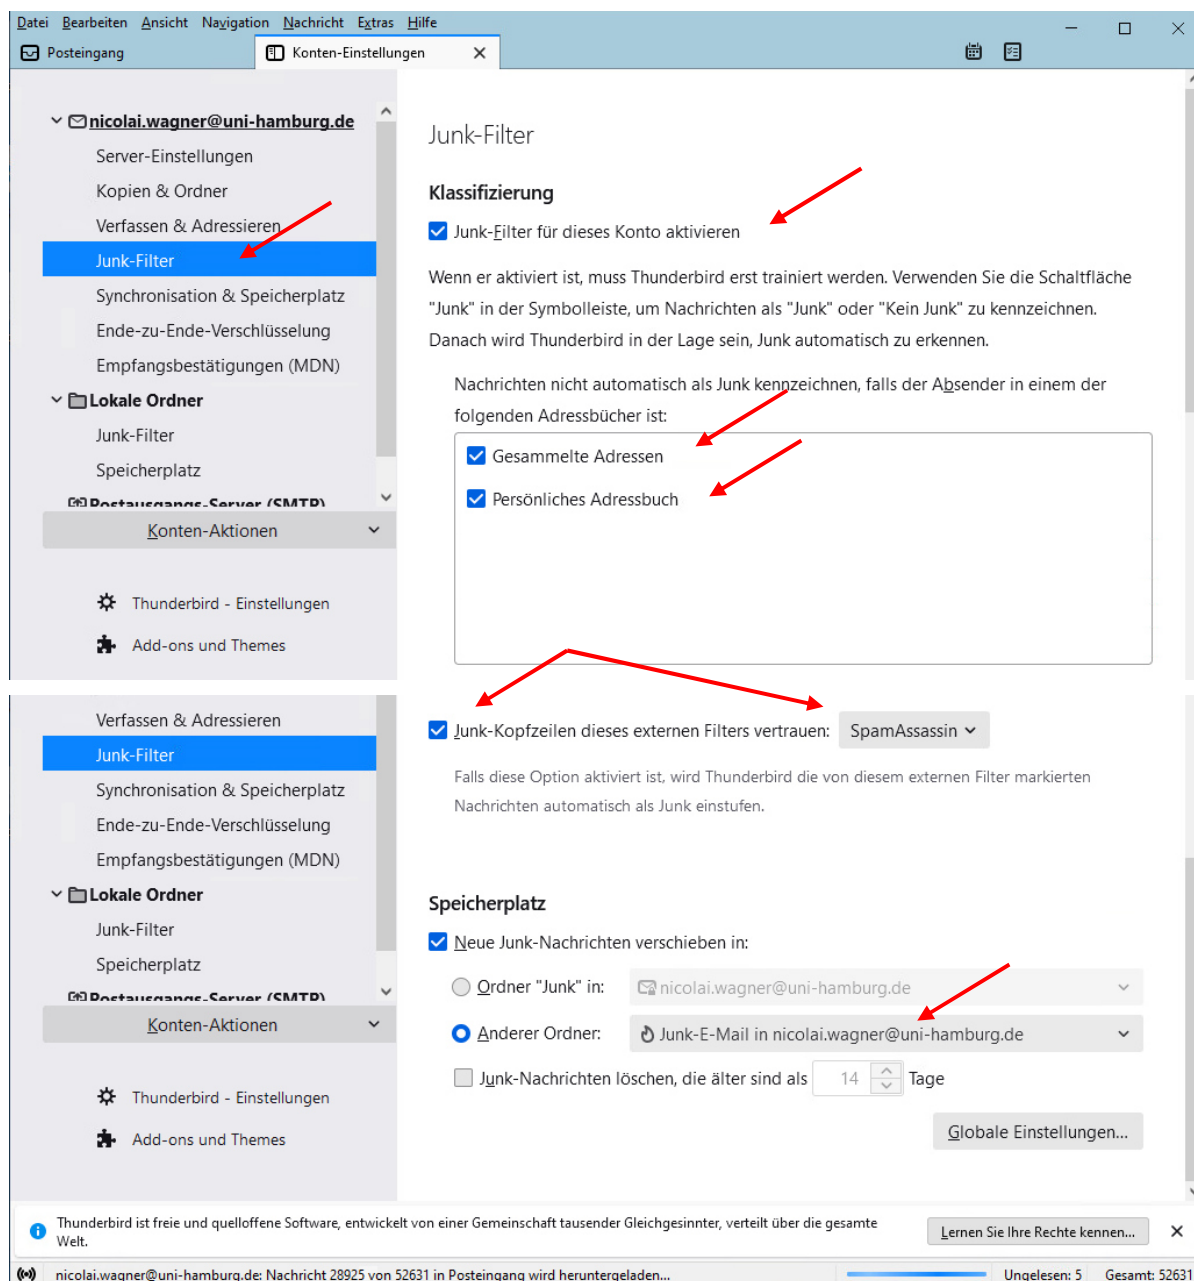 Datei Bearbeiten Ansicht Navigation Nachricht Extras Hilfe
Posteingang
Konten-Einstellungen
nicolai.wagner@uni-hamburg.de
Server-Einstellungen
Kopien & Ordner
Verfassen & Adressieren
Junk-Filter
Synchronisation & Speicherplatz
Ende-zu-Ende-Verschlüsselung
Empfangsbestätigungen (MDN)
Lokale Ordner
Junk-Filter
Speicherplatz
Postausgangs-Server (SMTP)
Konten-Aktionen
Thunderbird - Einstellungen
Add-ons und Themes
Junk-Filter
Klassifizierung
Junk-Filter für dieses Konto aktivieren
Wenn er aktiviert ist, muss Thunderbird erst trainiert werden. Verwenden Sie die Schaltfläche
"Junk" in der Symbolleiste, um Nachrichten als "Junk" oder "Kein Junk" zu kennzeichnen.
Danach wird Thunderbird in der Lage sein, Junk automatisch zu erkennen.
Nachrichten nicht automatisch als Junk kennzeichnen, falls der Absender in einem der
folgenden Adressbücher ist:
Gesammelte Adressen
Persönliches Adressbuch
Verfassen & Adressieren
Junk-Filter
Synchronisation & Speicherplatz
Ende-zu-Ende-Verschlüsselung
Empfangsbestätigungen (MDN)
Lokale Ordner
Junk-Filter
Speicherplatz
Postausgangs-Server (SMTP)
Konten-Aktionen
Thunderbird - Einstellungen
Add-ons und Themes
Junk-Kopfzeilen dieses externen Filters vertrauen: SpamAssassin
Falls diese Option aktiviert ist, wird Thunderbird die von diesem externen Filter markierten
Nachrichten automatisch als Junk einstufen.
Speicherplatz
Neue Junk-Nachrichten verschieben in:
Ordner "Junk" in: nicolai.wagner@uni-hamburg.de
Anderer Ordner: Junk-E-Mail in nicolai.wagner@uni-hamburg.de
Junk-Nachrichten löschen, die älter sind als 14 Tage
Globale Einstellungen...
Thunderbird ist freie und quelloffene Software, entwickelt von einer Gemeinschaft tausender Gleichgesinnter, verteilt über die gesamte
Welt.
Lernen Sie Ihre Rechte kennen...
nicolai.wagner@uni-hamburg.de: Nachricht 28925 von 52631 in Posteingang wird heruntergeladen...
Ungelesen: 5 Gesamt: 52631